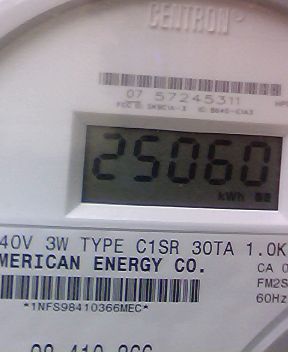 CENTRON®
07 57245311
25060
kWh
40V 3W TYPE C1SR 30TA 1.0K
MERICAN ENERGY CO.
CA 0
FM2S
60Hz
*1NFS98410366MEC*